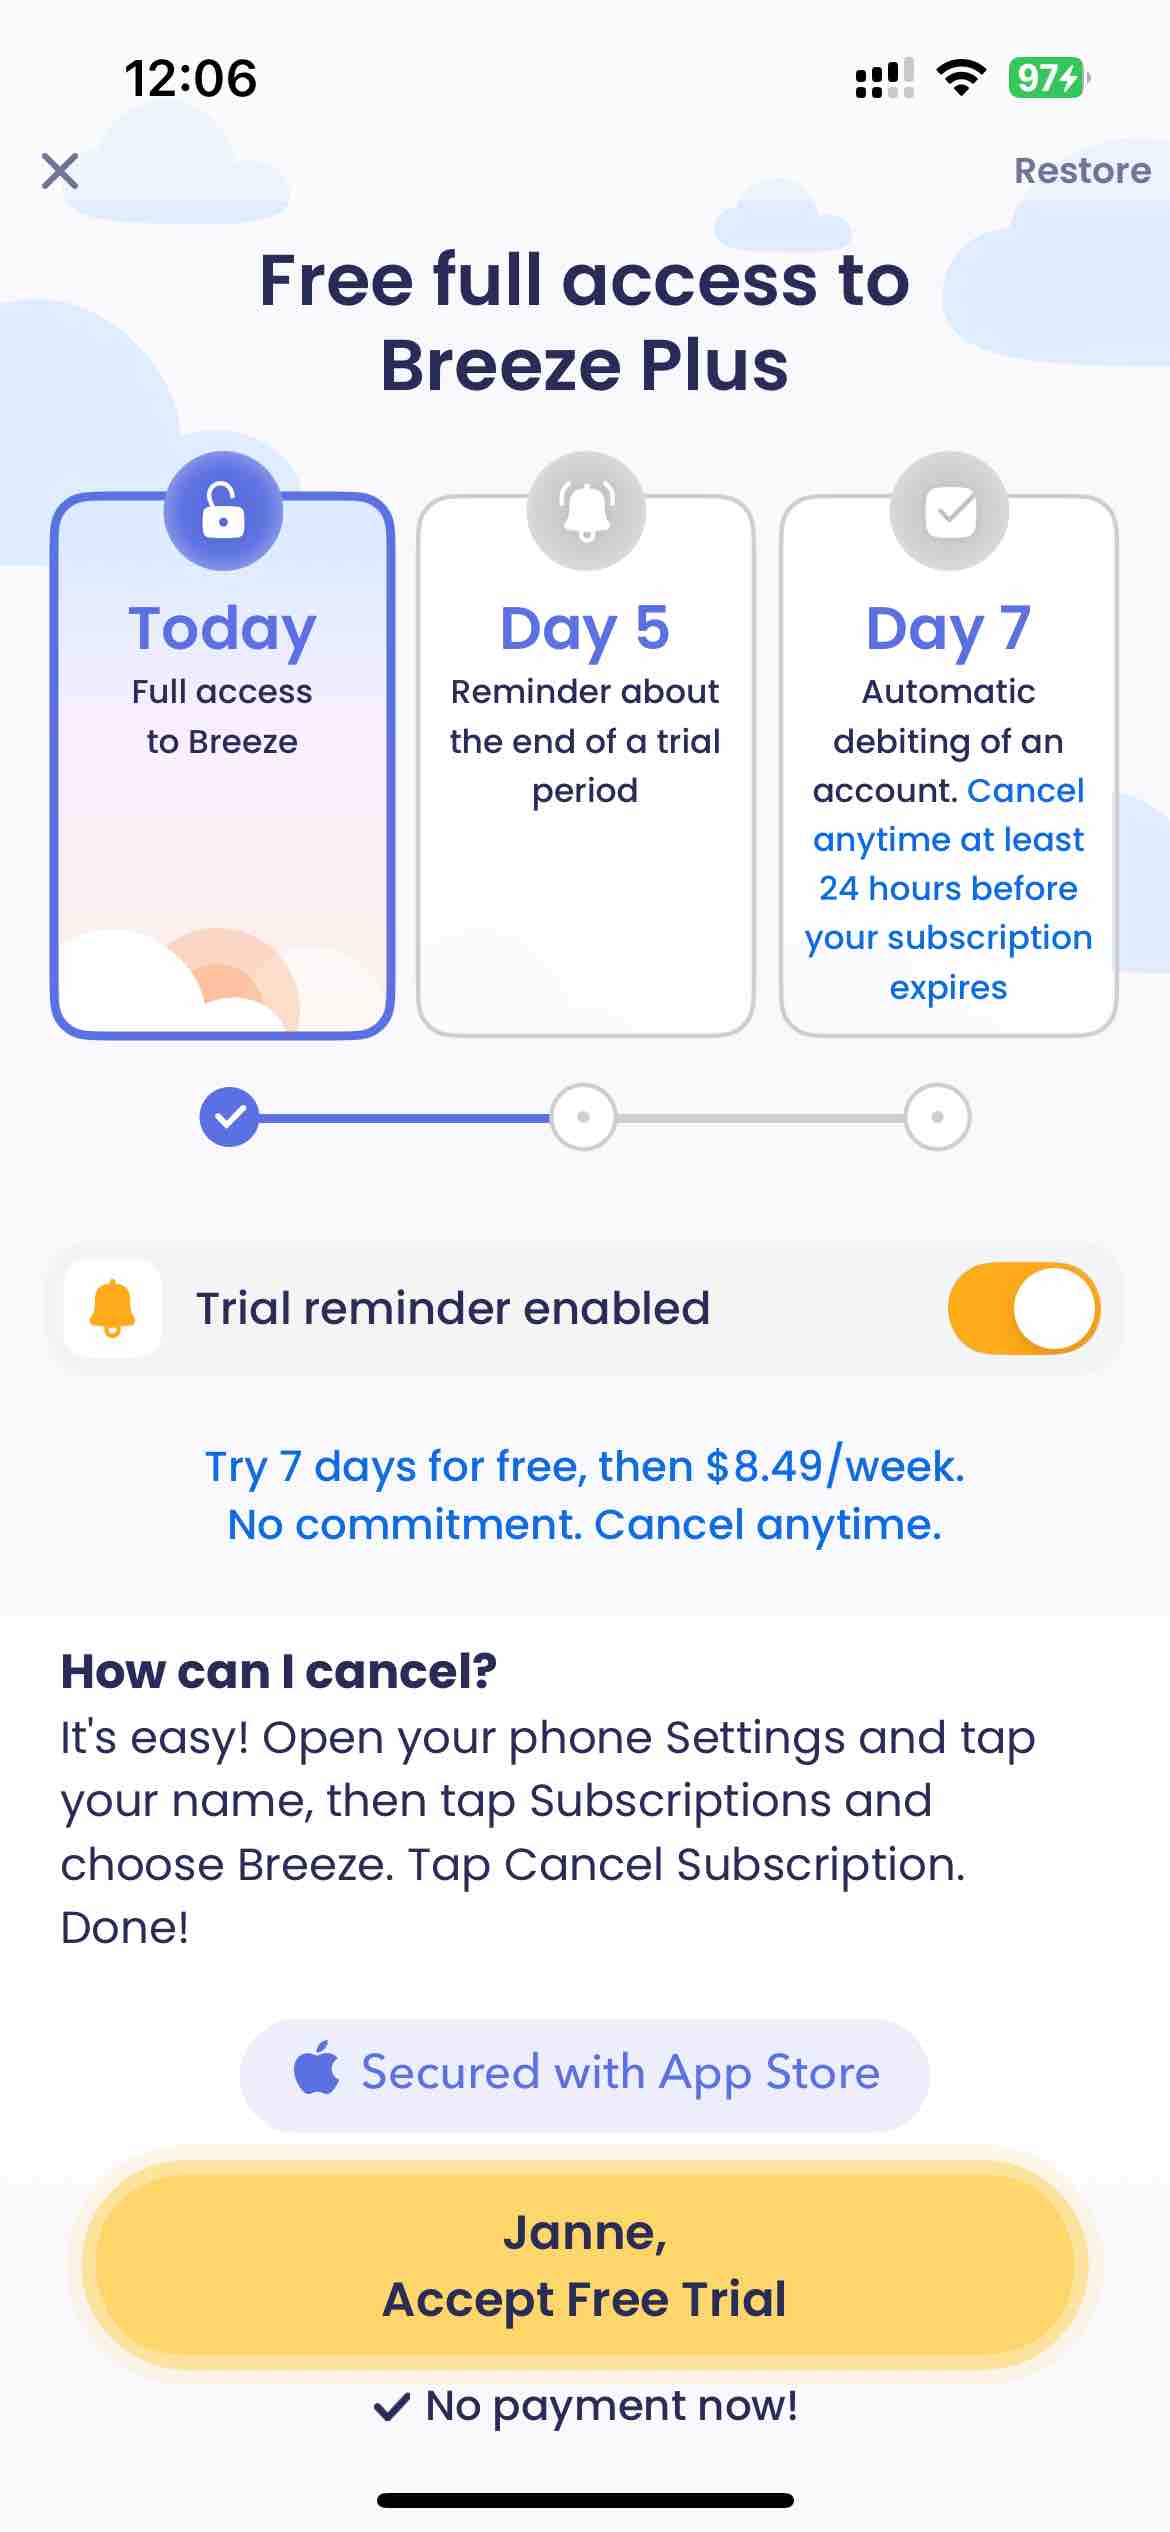 12:06
97
Restore
Free full access to
Breeze Plus
Today
Full access
to Breeze
Day 5
Reminder about
the end of a trial
period
Day 7
Automatic
debiting of an
account. Cancel
anytime at least
24 hours before
your subscription
expires
Trial reminder enabled
Try 7 days for free, then $8.49/week.
No commitment. Cancel anytime.
How can I cancel?
It's easy! Open your phone Settings and tap
your name, then tap Subscriptions and
choose Breeze. Tap Cancel Subscription.
Done!
Secured with App Store
Janne,
Accept Free Trial
No payment now!